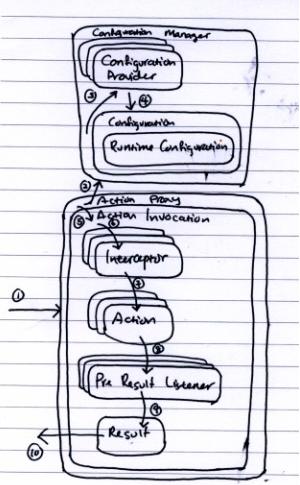 Configuration Manager
Configuration
Provider
③
④
Configuration
Runtime Configuration
②
Action Proxy
⑤
Action Invocation
⑥
Interceptor
①
⑦
Action
⑧
Pre Result Listener
⑨
Result
⑩